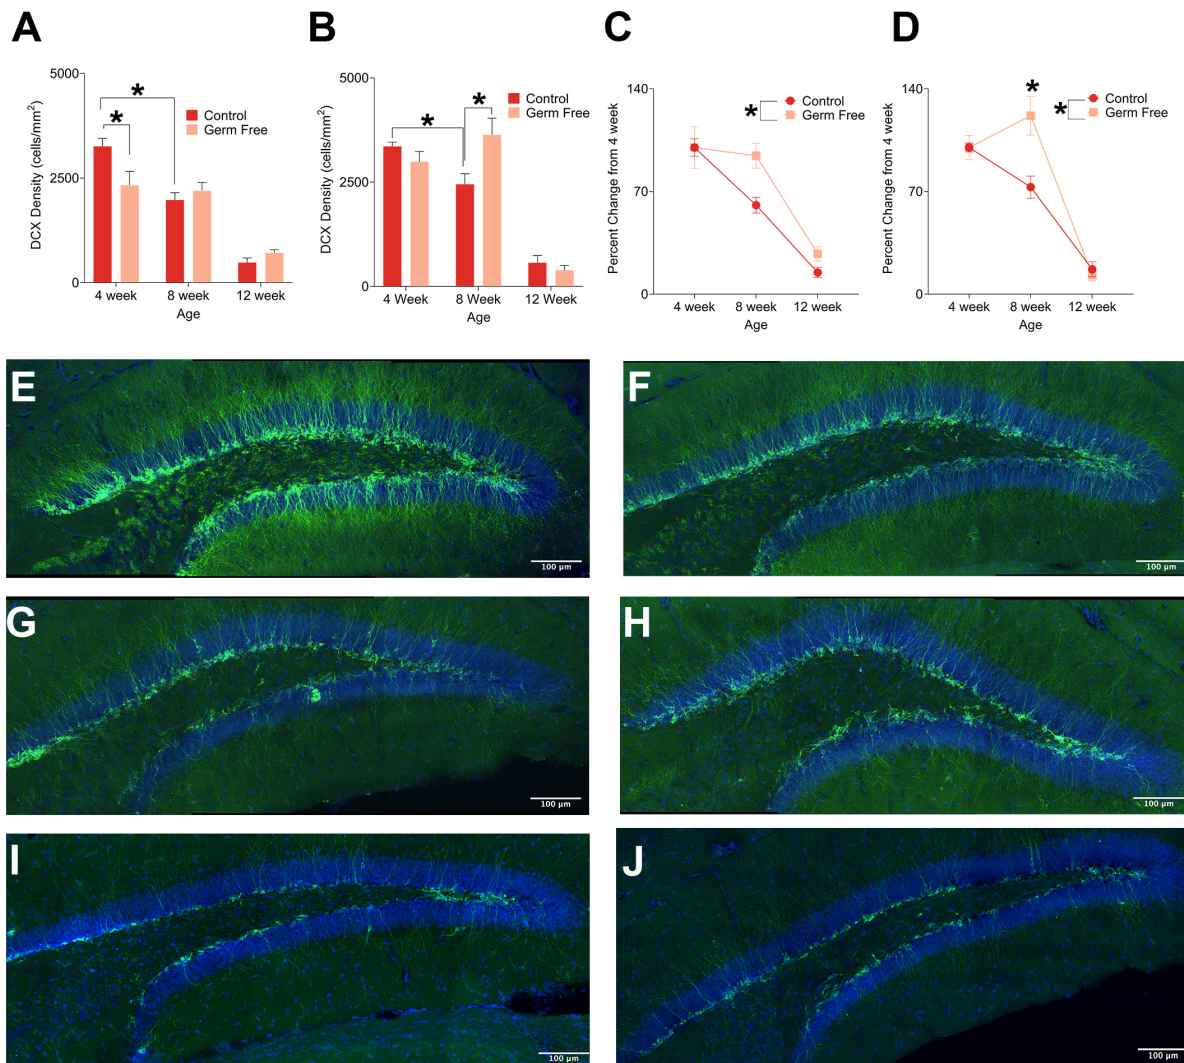 A
B
C
D
5000
2500
0
DCX Density (cells/mm²)
*
*
Control
Germ Free
4 week
8 week
12 week
Age
5000
2500
0
DCX Density (cells/mm²)
*
*
Control
Germ Free
4 Week
8 Week
12 Week
Age
140
70
0
Percent Change from 4 week
*
Control
Germ Free
4 week
8 week
12 week
Age
140
70
0
Percent Change from 4 week
*
*
Control
Germ Free
4 week
8 week
12 week
Age
E
100 µm
F
100 µm
G
100 µm
H
100 µm
I
100 µm
J
100 µm